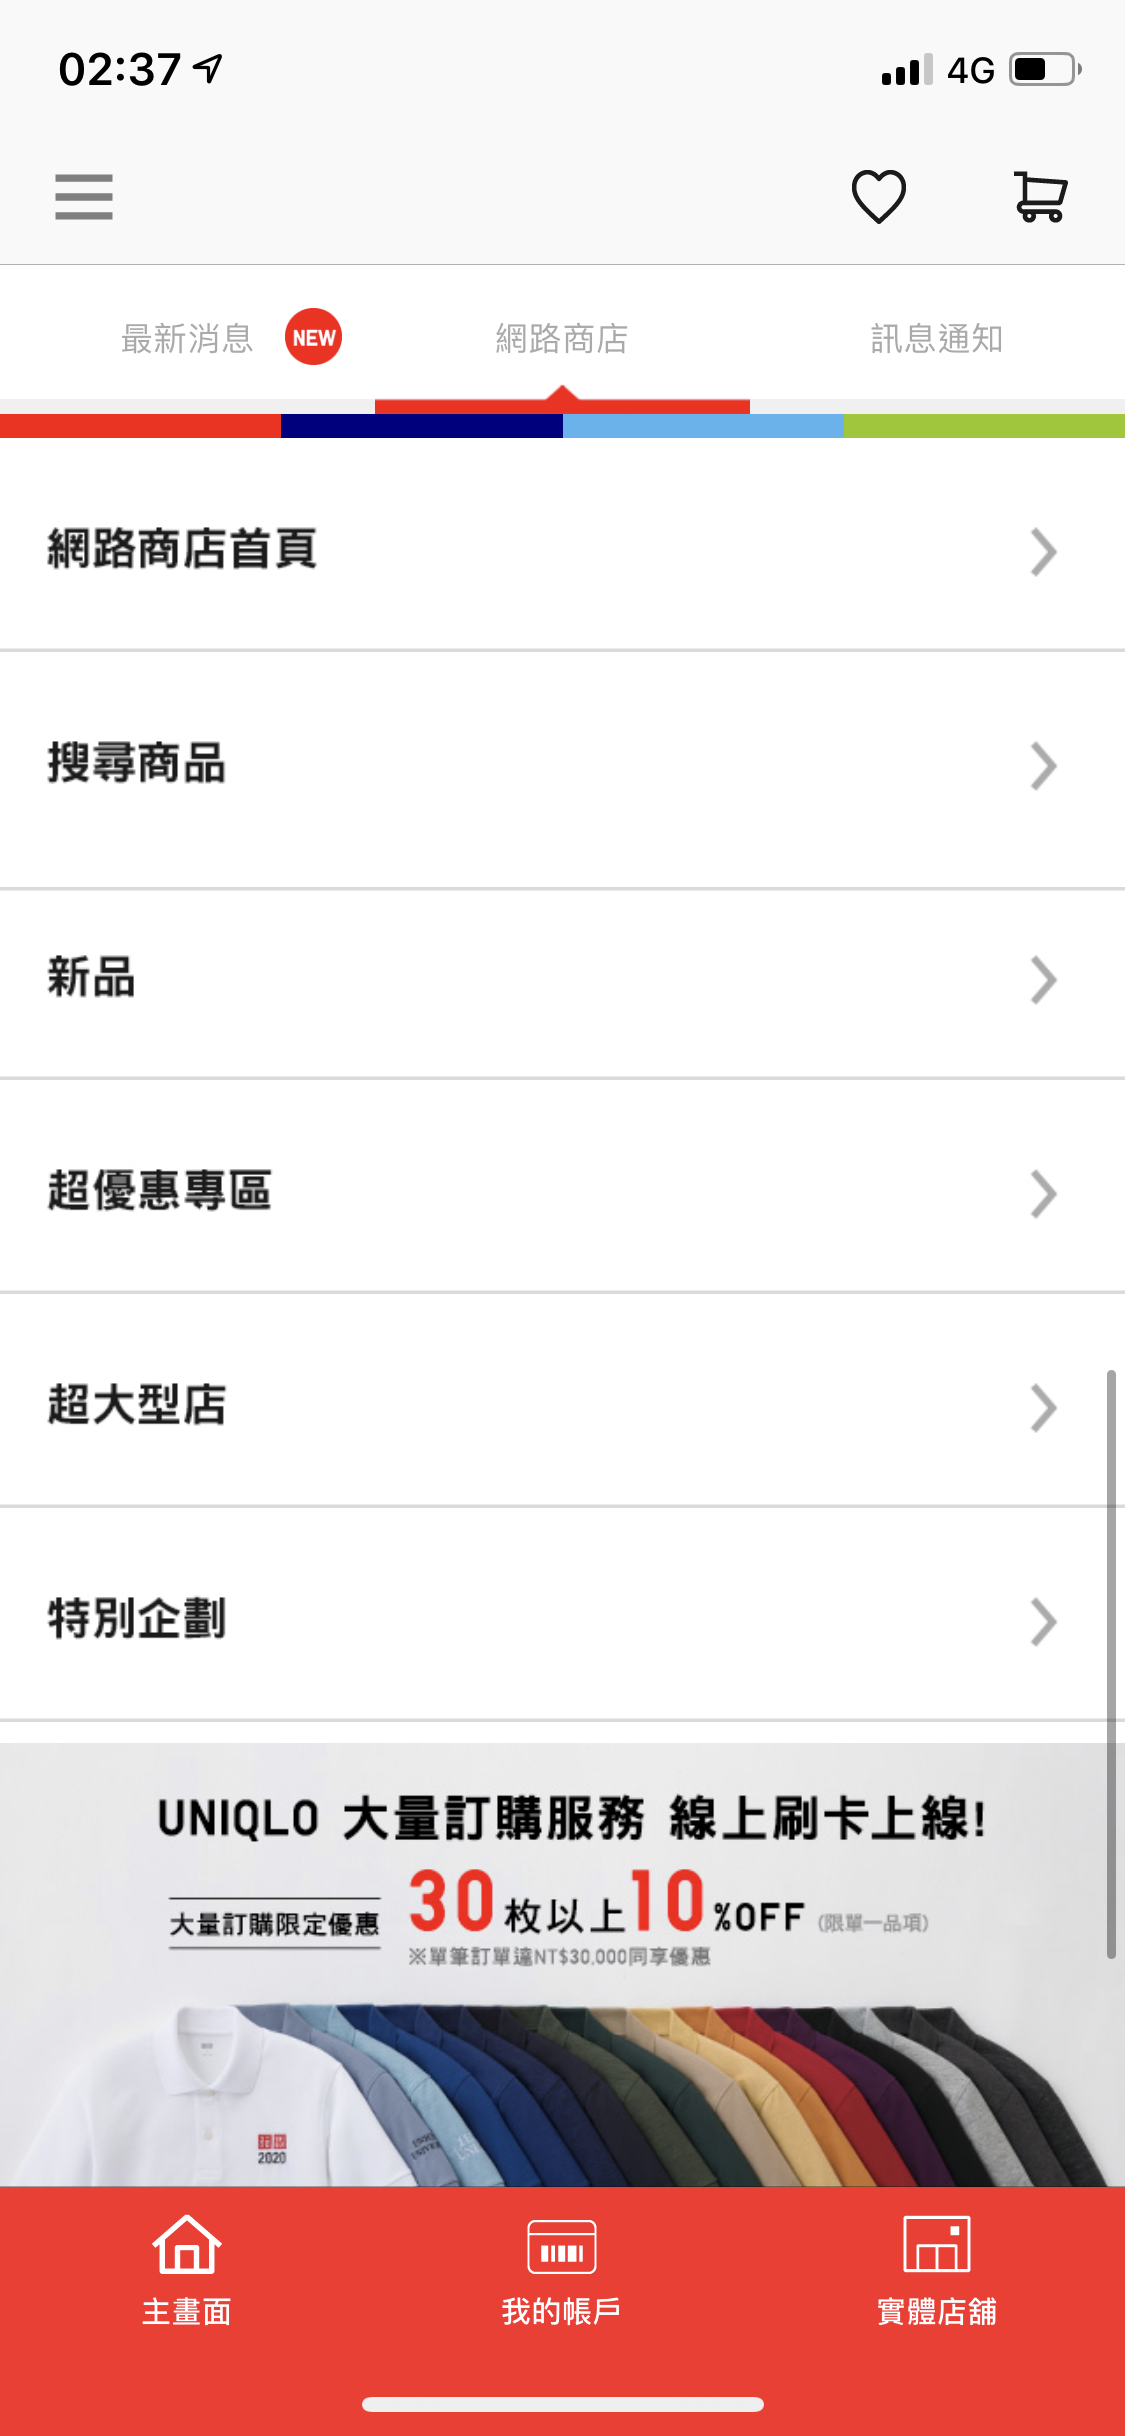 02:37
4G
最新消息 NEW 網路商店 訊息通知
網路商店首頁
搜尋商品
新品
超優惠專區
超大型店
特別企劃
UNIQLO 大量訂購服務 線上刷卡上線!
大量訂購限定優惠 30枚以上10%OFF (限單一品項)
※單筆訂單達NT$30,000同享優惠
2020
主畫面 我的帳戶 實體店舖